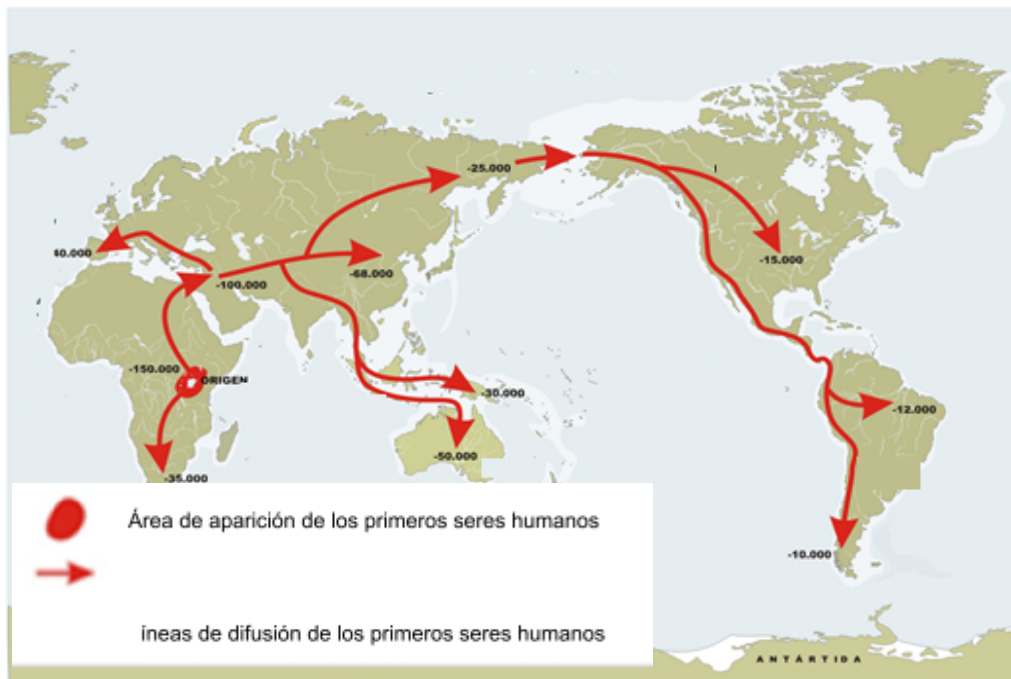 -25.000
-15.000
40.000
-100.000
-68.000
-150.000
ORIGEN
-30.000
-12.000
-50.000
-35.000
-10.000
Área de aparición de los primeros seres humanos
íneas de difusión de los primeros seres humanos
ANTÁRTIDA